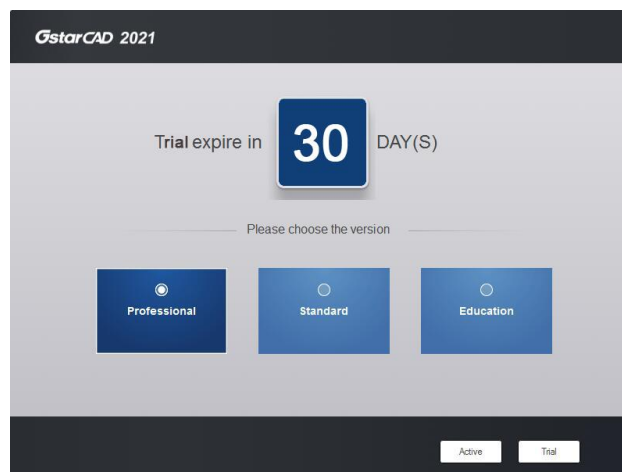 GstarCAD 2021
Trial expire in 30 DAY(S)
Please choose the version
Professional Standard Education
Active Trial